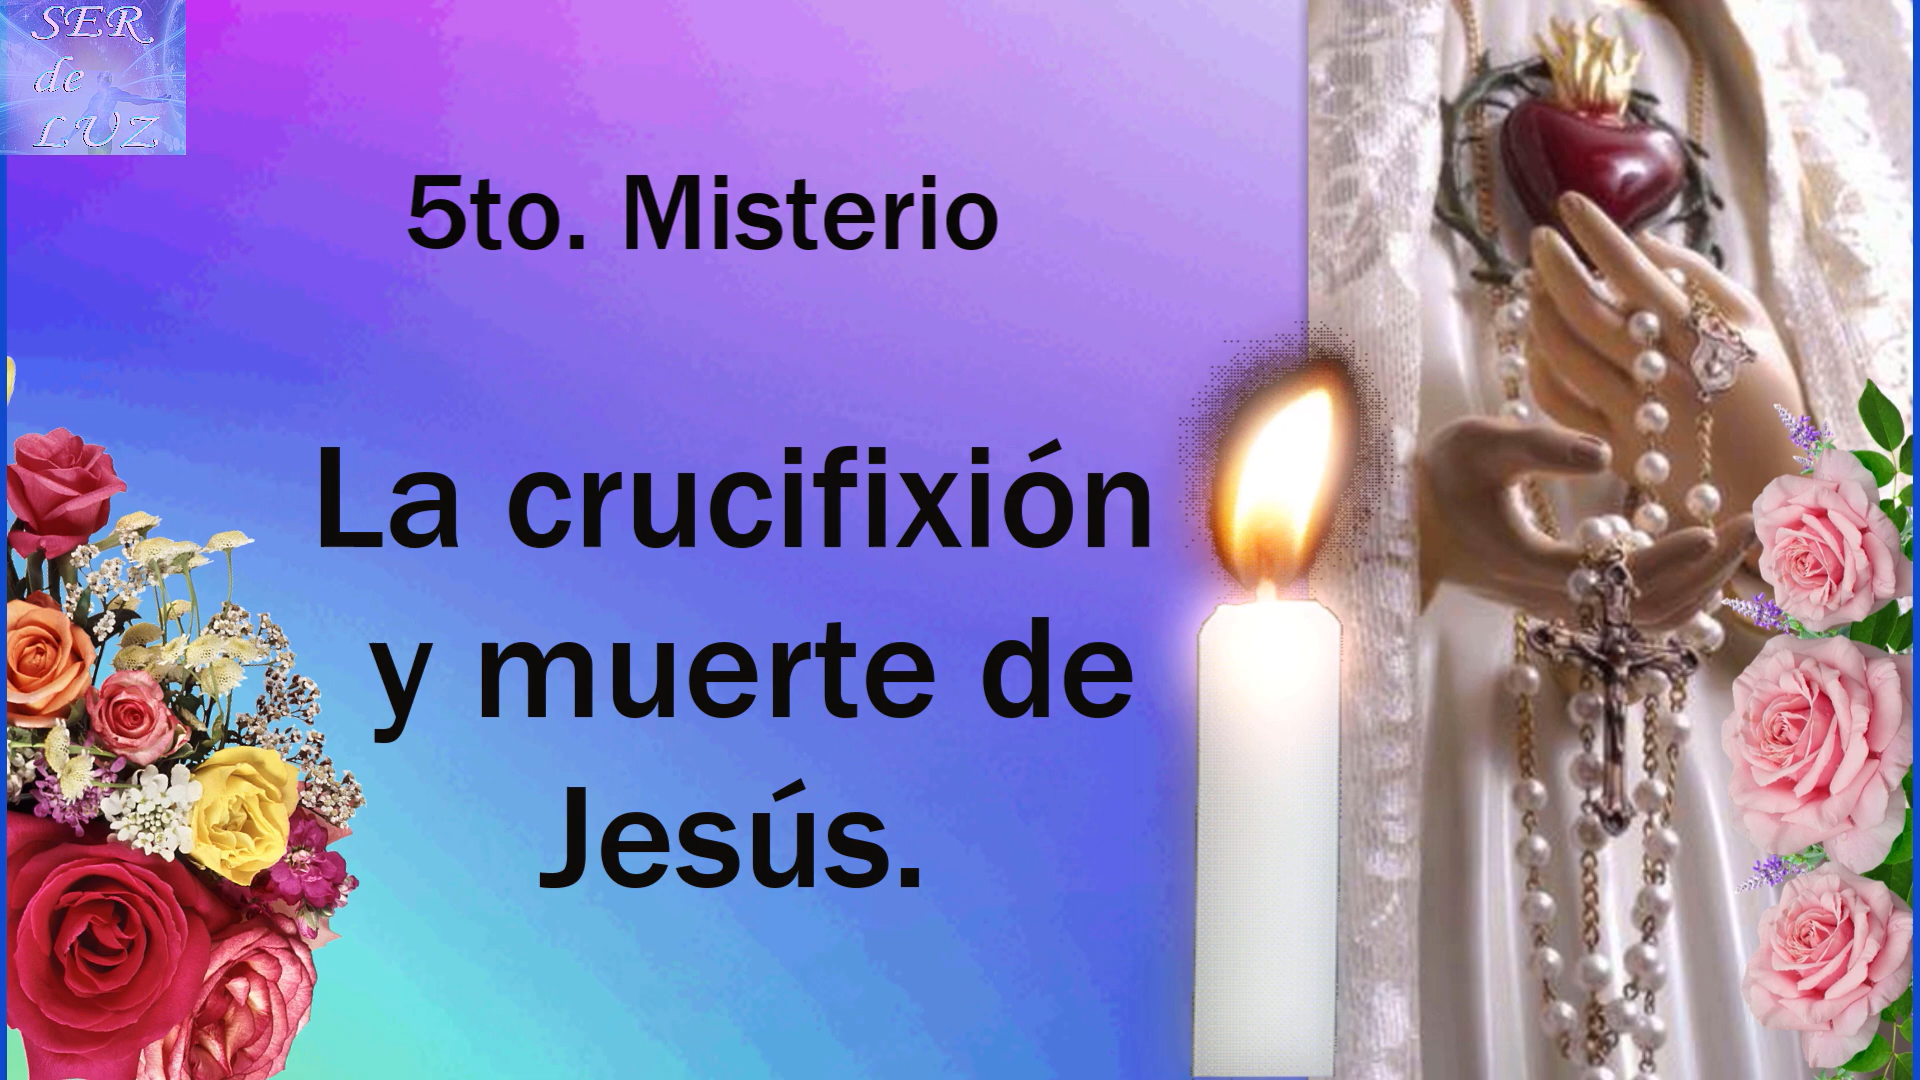 SER
de
LUZ
5to. Misterio
La crucifixión
y muerte de
Jesús.